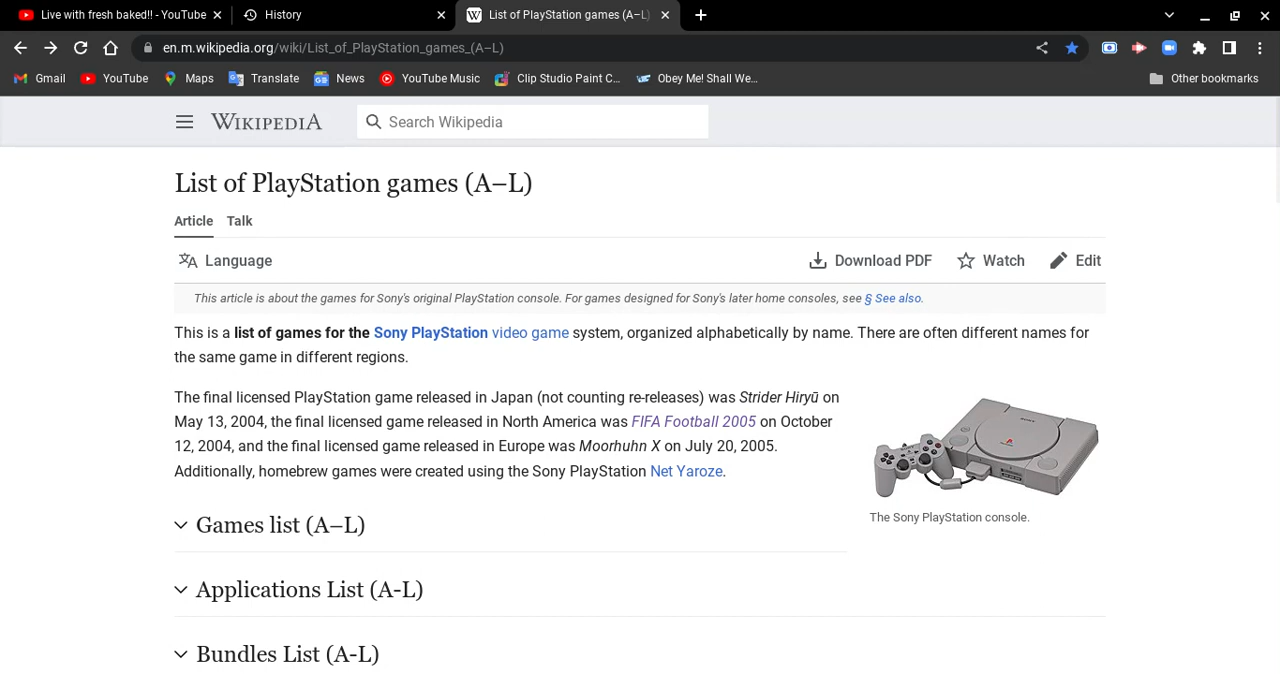 Live with fresh baked!! - YouTube
History
List of PlayStation games (A–L)
en.m.wikipedia.org/wiki/List_of_PlayStation_games_(A–L)
Gmail
YouTube
Maps
Translate
News
YouTube Music
Clip Studio Paint C...
Obey Me! Shall We...
Other bookmarks
WIKIPEDIA
Search Wikipedia
List of PlayStation games (A–L)
Article Talk
Language
Download PDF
Watch
Edit
This article is about the games for Sony's original PlayStation console. For games designed for Sony's later home consoles, see § See also.
This is a list of games for the Sony PlayStation video game system, organized alphabetically by name. There are often different names for
the same game in different regions.
The final licensed PlayStation game released in Japan (not counting re-releases) was Strider Hiryū on
May 13, 2004, the final licensed game released in North America was FIFA Football 2005 on October
12, 2004, and the final licensed game released in Europe was Moorhuhn X on July 20, 2005.
Additionally, homebrew games were created using the Sony PlayStation Net Yaroze.
The Sony PlayStation console.
Games list (A–L)
Applications List (A-L)
Bundles List (A-L)